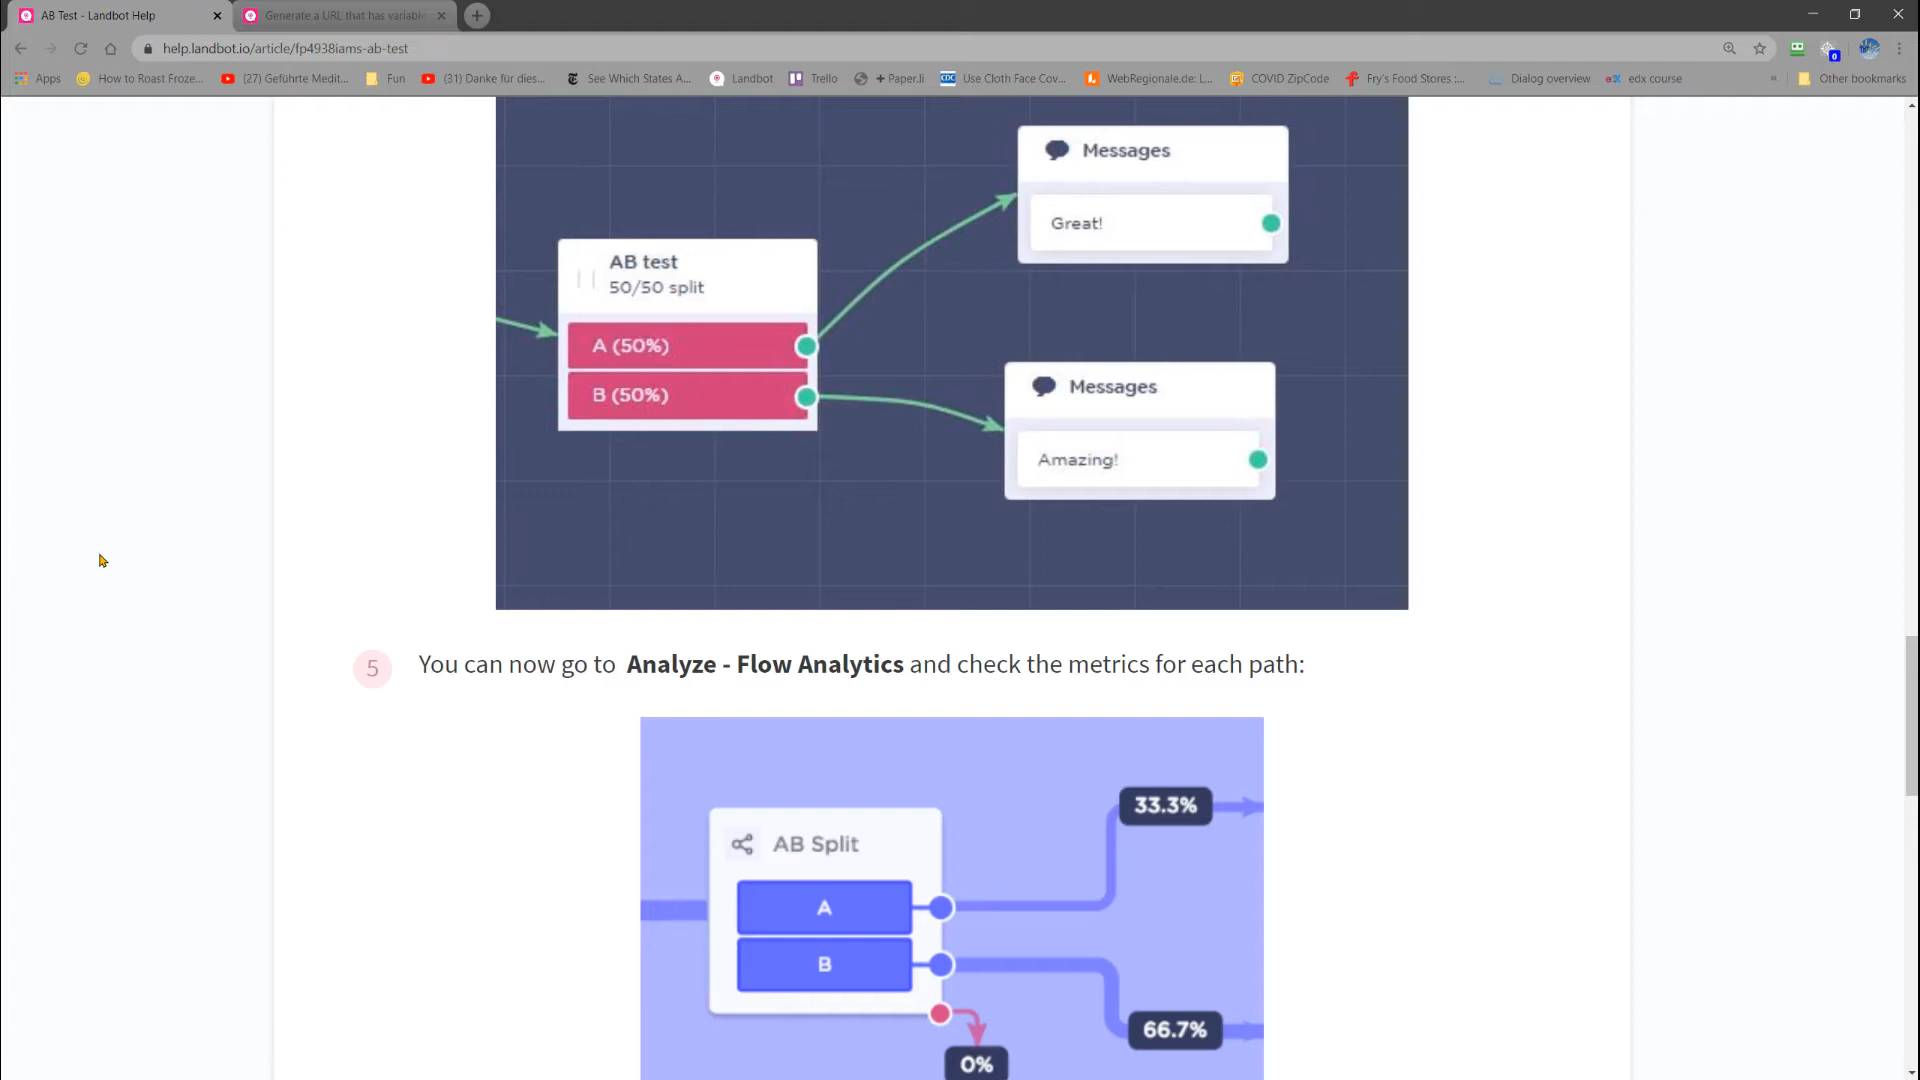 AB Test - Landbot Help
Generate a URL that has variable
help.landbot.io/article/fp4938iams-ab-test
Apps
How to Roast Froze...
(27) Geführte Medit...
Fun
(31) Danke für dies...
See Which States A...
Landbot
Trello
+ Paper.li
Use Cloth Face Cov...
WebRegionale.de: L...
COVID ZipCode
Fry's Food Stores :...
Dialog overview
edx course
»
Other bookmarks
Messages
Great!
AB test
50/50 split
A (50%)
B (50%)
Messages
Amazing!
5 You can now go to Analyze - Flow Analytics and check the metrics for each path:
33.3%
AB Split
A
B
66.7%
0%